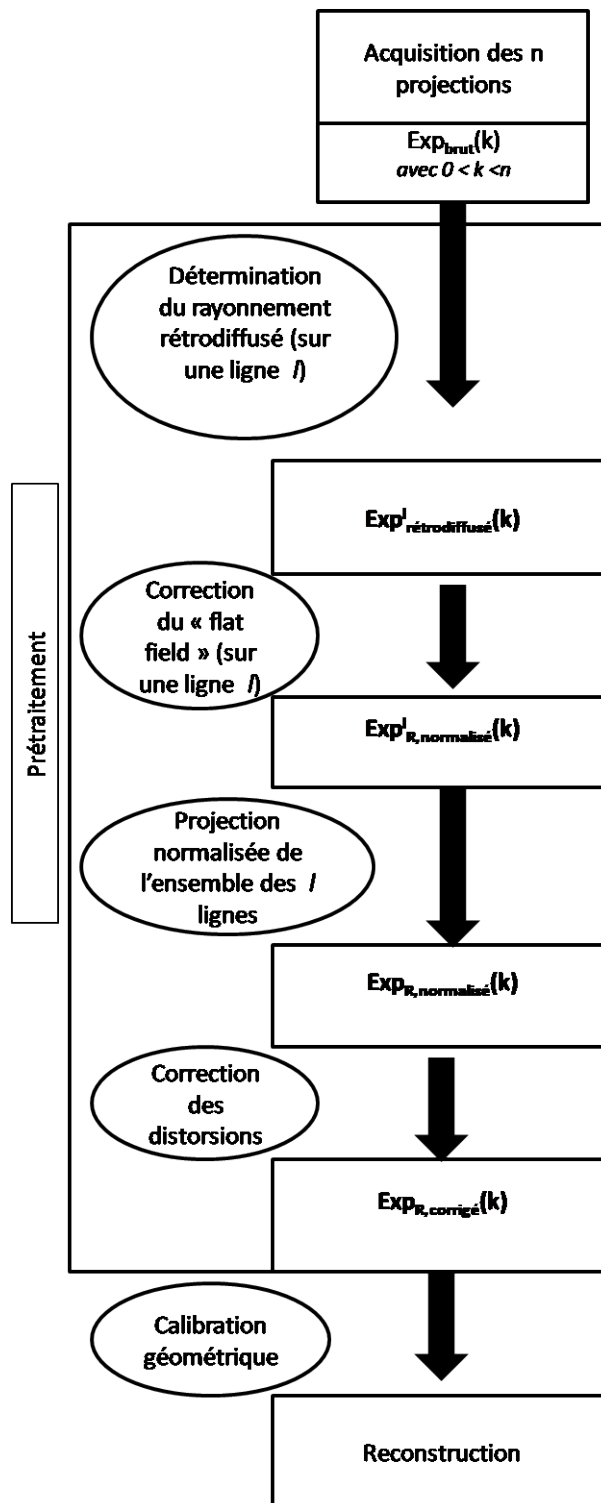 Acquisition des n
projections
Exp_brut(k)
avec 0 < k <n
Détermination
du rayonnement
rétrodiffusé (sur
une ligne l)
Exp^l_rétrodiffusé(k)
Correction
du « flat
field » (sur
une ligne l)
Exp^l_R,normalisé(k)
Prétraitement
Projection
normalisée de
l'ensemble des l
lignes
Exp_R,normalisé(k)
Correction
des
distorsions
Exp_R,corrigé(k)
Calibration
géométrique
Reconstruction